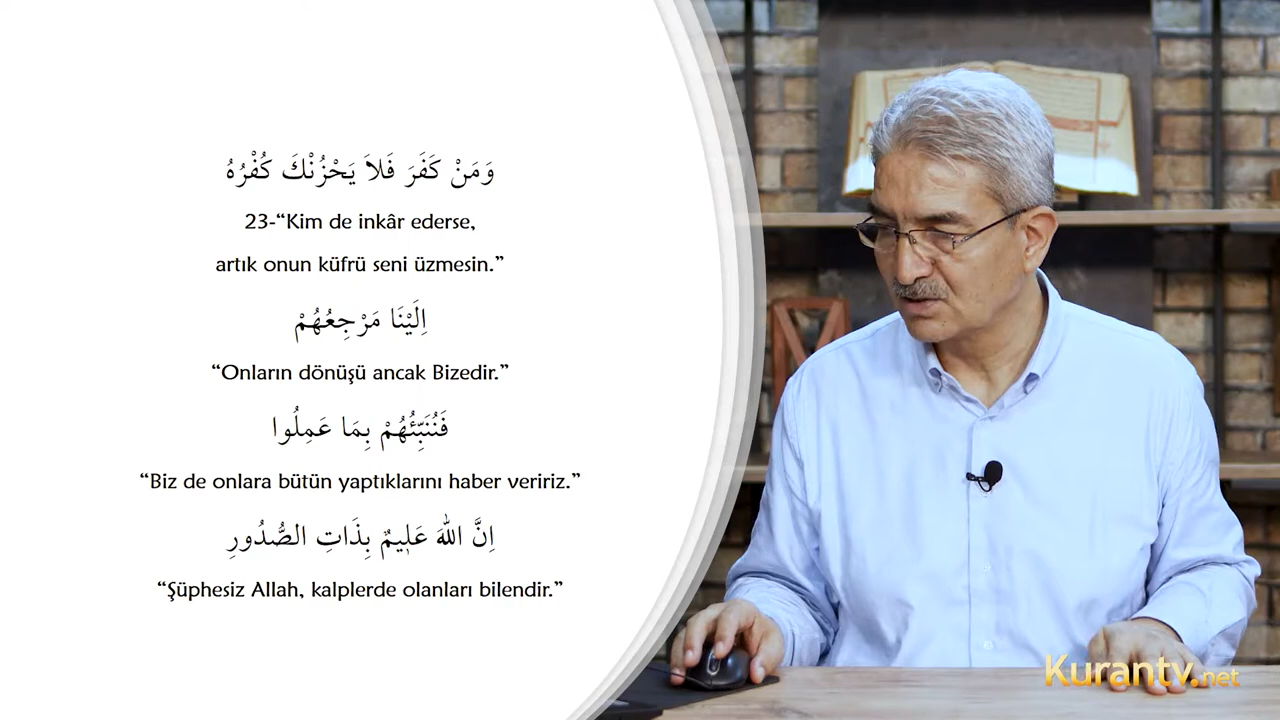 وَمَنْ كَفَرَ فَلاَ يَحْزُنْكَ كُفْرُهُ
23-“Kim de inkâr ederse,
artık onun küfrü seni üzmesin.”
اِلَيْنَا مَرْجِعُهُمْ
“Onların dönüşü ancak Bizedir.”
فَنُنَبِّئُهُمْ بِمَا عَمِلُوا
“Biz de onlara bütün yaptıklarını haber veririz.”
اِنَّ اللّٰهَ عَلٖيمٌ بِذَاتِ الصُّدُورِ
“Şüphesiz Allah, kalplerde olanları bilendir.”
Kurantv.net